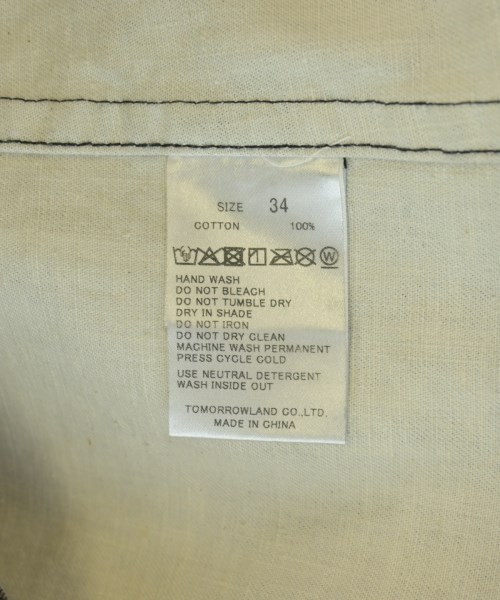 SIZE 34
COTTON 100%
W
HAND WASH
DO NOT BLEACH
DO NOT TUMBLE DRY
DRY IN SHADE
DO NOT IRON
DO NOT DRY CLEAN
MACHINE WASH PERMANENT
PRESS CYCLE COLD
USE NEUTRAL DETERGENT
WASH INSIDE OUT
TOMORROWLAND CO.,LTD.
MADE IN CHINA